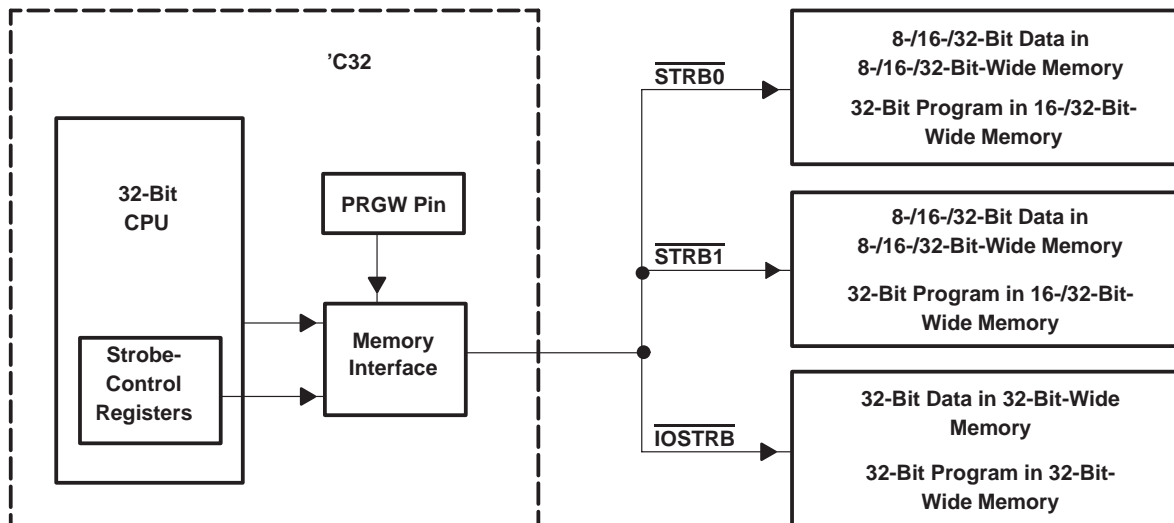 'C32
32-Bit
CPU
PRGW Pin
Strobe-
Control
Registers
Memory
Interface
STRB0
8-/16-/32-Bit Data in
8-/16-/32-Bit-Wide Memory
32-Bit Program in 16-/32-Bit-
Wide Memory
STRB1
8-/16-/32-Bit Data in
8-/16-/32-Bit-Wide Memory
32-Bit Program in 16-/32-Bit-
Wide Memory
IOSTRB
32-Bit Data in 32-Bit-Wide
Memory
32-Bit Program in 32-Bit-
Wide Memory